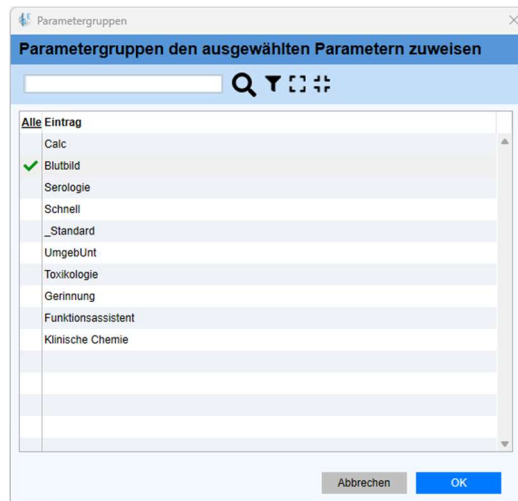 Parametergruppen
Parametergruppen den ausgewählten Parametern zuweisen
Alle Eintrag
Calc
Blutbild
Serologie
Schnell
_Standard
UmgebUnt
Toxikologie
Gerinnung
Funktionsassistent
Klinische Chemie
Abbrechen OK